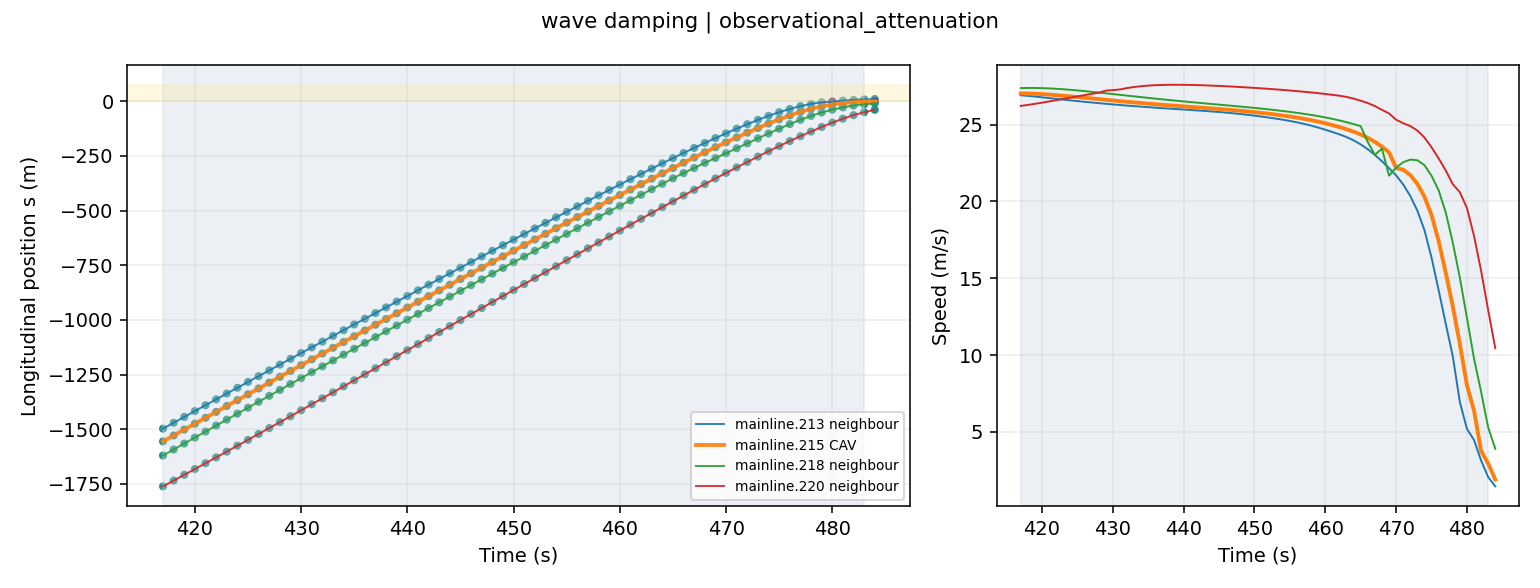 wave damping | observational_attenuation
Longitudinal position s (m)
0
−250
−500
−750
−1000
−1250
−1500
−1750
420 430 440 450 460 470 480
Time (s)
mainline.213 neighbour
mainline.215 CAV
mainline.218 neighbour
mainline.220 neighbour
Speed (m/s)
25
20
15
10
5
420 430 440 450 460 470 480
Time (s)